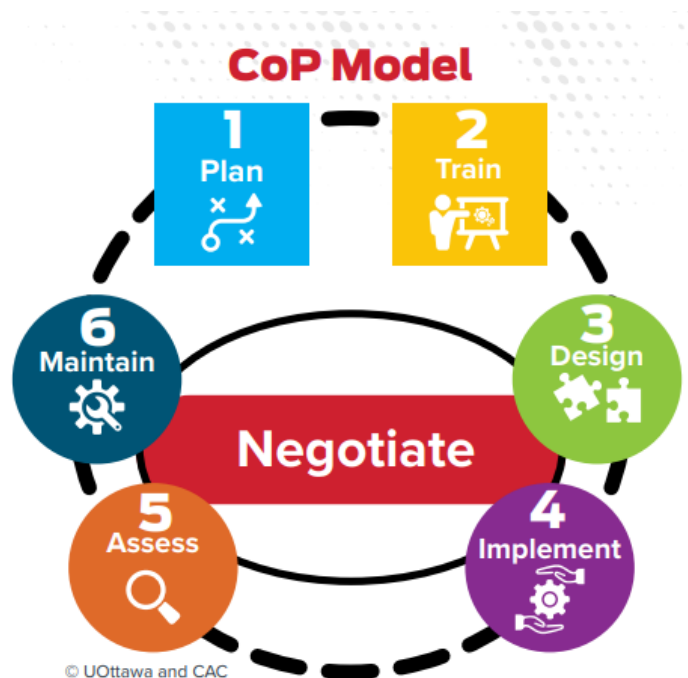 CoP Model
1
Plan
2
Train
3
Design
4
Implement
5
Assess
6
Maintain
Negotiate
© UOttawa and CAC